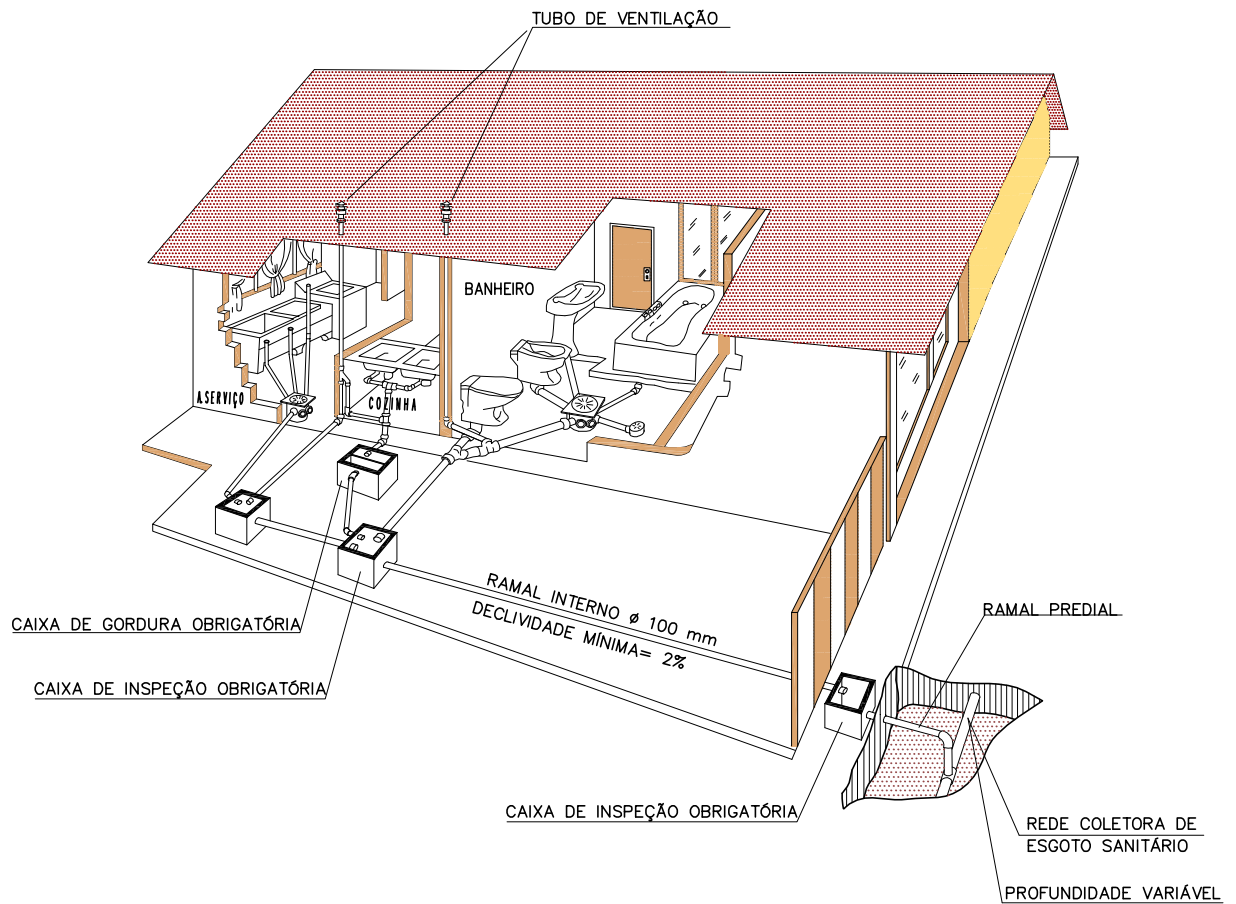 TUBO DE VENTILAÇÃO
BANHEIRO
A.SERVIÇO
COZINHA
RAMAL INTERNO ø 100 mm
DECLIVIDADE MÍNIMA= 2%
RAMAL PREDIAL
CAIXA DE GORDURA OBRIGATÓRIA
CAIXA DE INSPEÇÃO OBRIGATÓRIA
CAIXA DE INSPEÇÃO OBRIGATÓRIA
REDE COLETORA DE
ESGOTO SANITÁRIO
PROFUNDIDADE VARIÁVEL